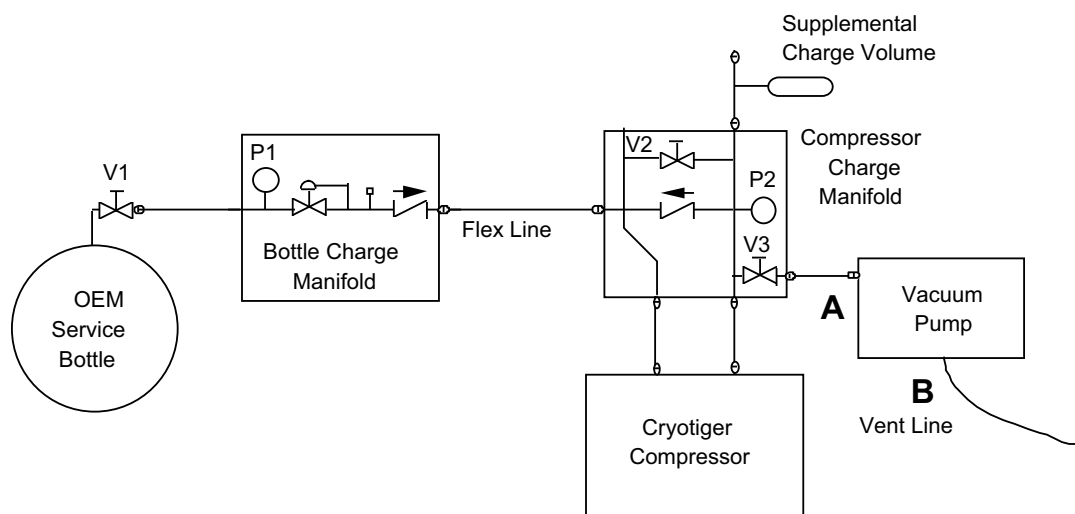 Supplemental
Charge Volume
V1
P1
V2
Compressor
Charge
Manifold
P2
Flex Line
Bottle Charge
Manifold
V3
OEM
Service
Bottle
A
Vacuum
Pump
B
Vent Line
Cryotiger
Compressor